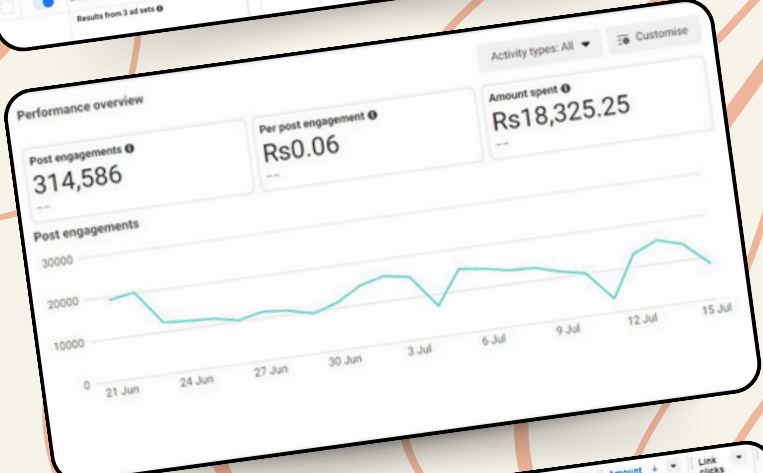 Results from 3 ad sets
Activity types: All
Customise
Performance overview
Post engagements
314,586
--
Per post engagement
Rs0.06
--
Amount spent
Rs18,325.25
--
Post engagements
30000
20000
10000
0
21 Jun
24 Jun
27 Jun
30 Jun
3 Jul
6 Jul
9 Jul
12 Jul
15 Jul
Amount
Link
clicks